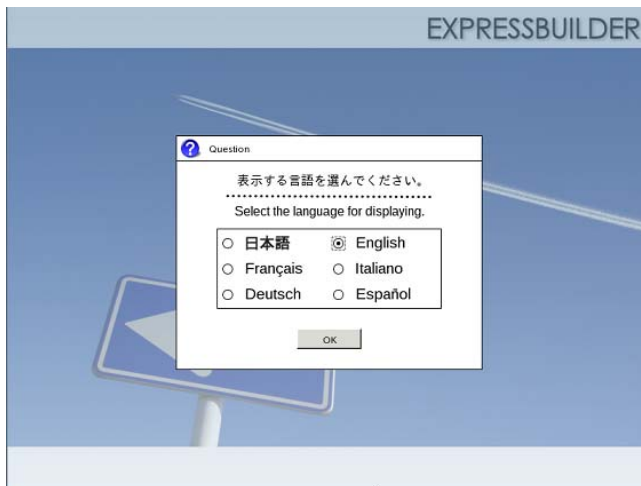 EXPRESSBUILDER
Question
表示する言語を選んでください。
Select the language for displaying.
日本語 English
Français Italiano
Deutsch Español
OK